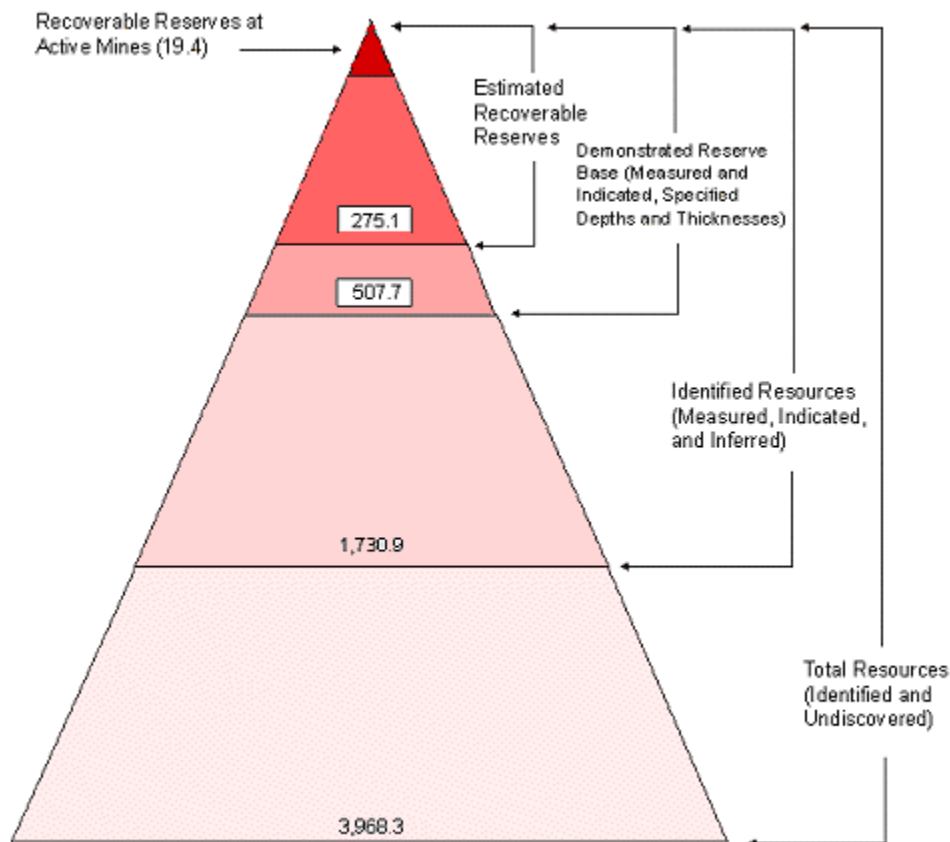 Recoverable Reserves at
Active Mines (19.4)
Estimated
Recoverable
Reserves
Demonstrated Reserve
Base (Measured and
Indicated, Specified
Depths and Thicknesses)
275.1
507.7
Identified Resources
(Measured, Indicated,
and Inferred)
1,730.9
Total Resources
(Identified and
Undiscovered)
3,968.3